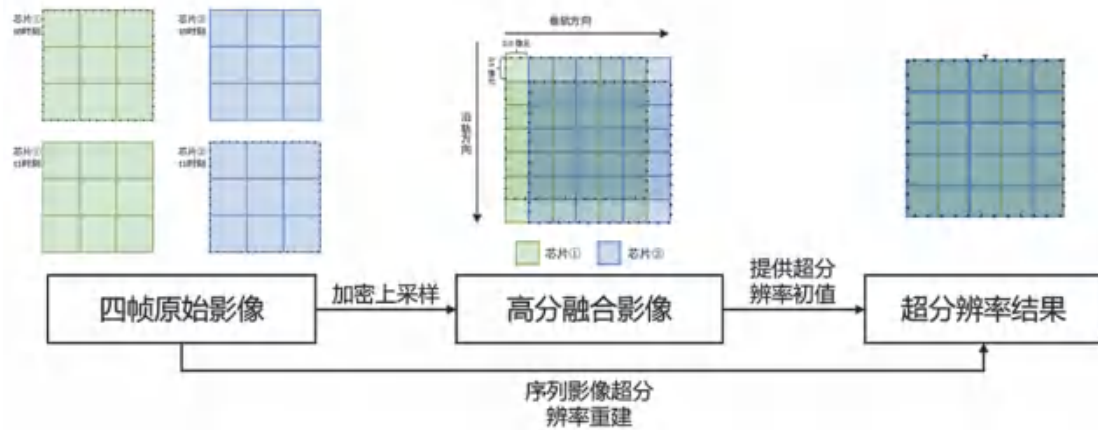 芯片①
芯片②
芯片①
芯片②
垂轨方向
沿轨方向
芯片①
芯片②
四帧原始影像
加密上采样
高分融合影像
提供超分
辨率初值
超分辨率结果
序列影像超分
辨率重建